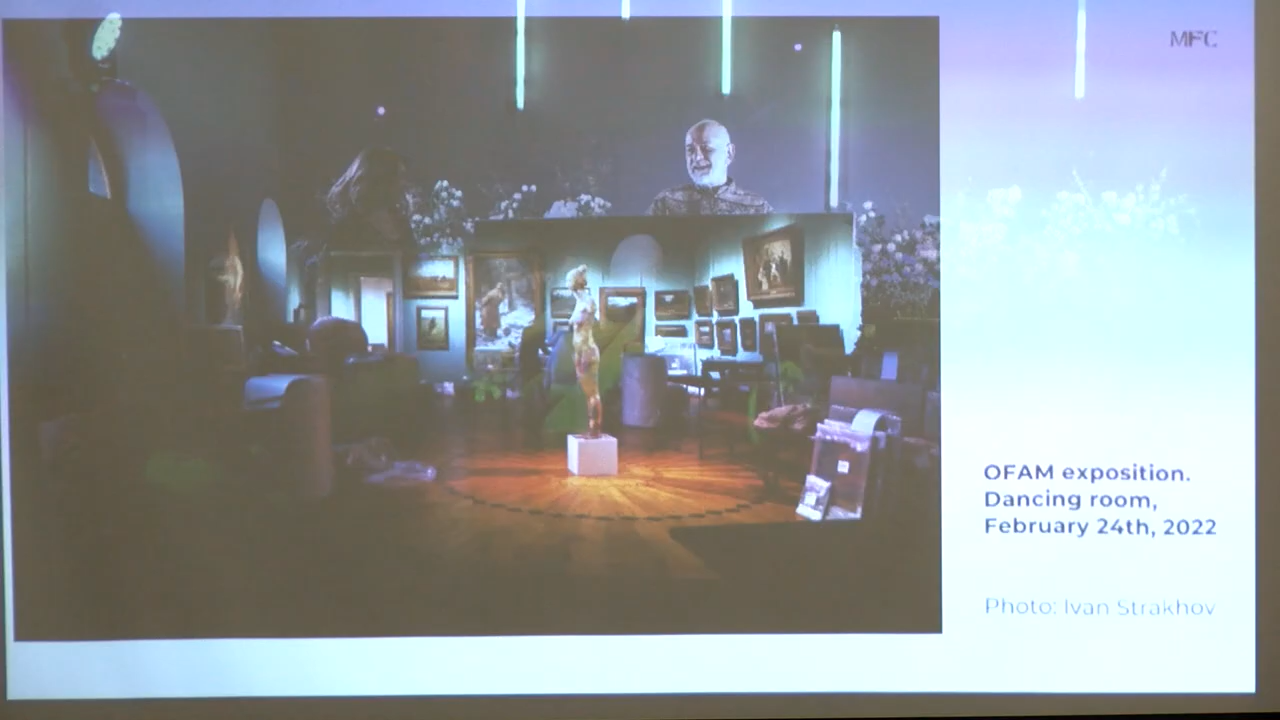 MFC
OFAM exposition.
Dancing room,
February 24th, 2022
Photo: Ivan Strakhov